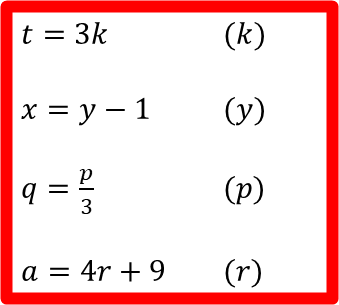 t = 3k (k)
x = y − 1 (y)
q = p/3 (p)
a = 4r + 9 (r)